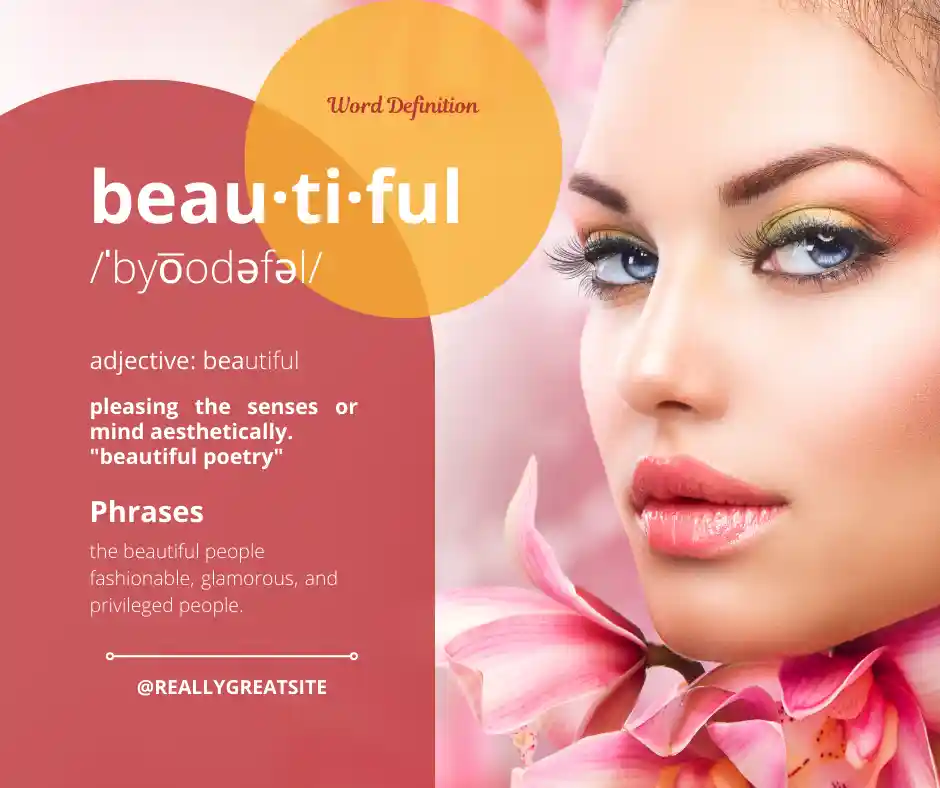 Word Definition
beau·ti·ful
/ˈbyo͞odəfəl/
adjective: beautiful
pleasing the senses or
mind aesthetically.
"beautiful poetry"
Phrases
the beautiful people
fashionable, glamorous, and
privileged people.
@REALLYGREATSITE